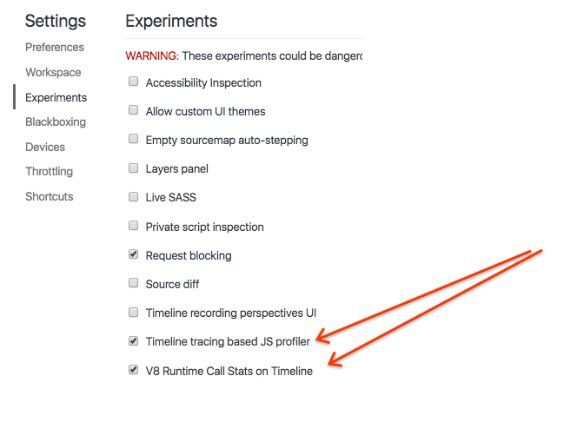 Settings
Preferences
Workspace
Experiments
Blackboxing
Devices
Throttling
Shortcuts
Experiments
WARNING: These experiments could be dangero
Accessibility Inspection
Allow custom UI themes
Empty sourcemap auto-stepping
Layers panel
Live SASS
Private script inspection
Request blocking
Source diff
Timeline recording perspectives UI
Timeline tracing based JS profiler
V8 Runtime Call Stats on Timeline